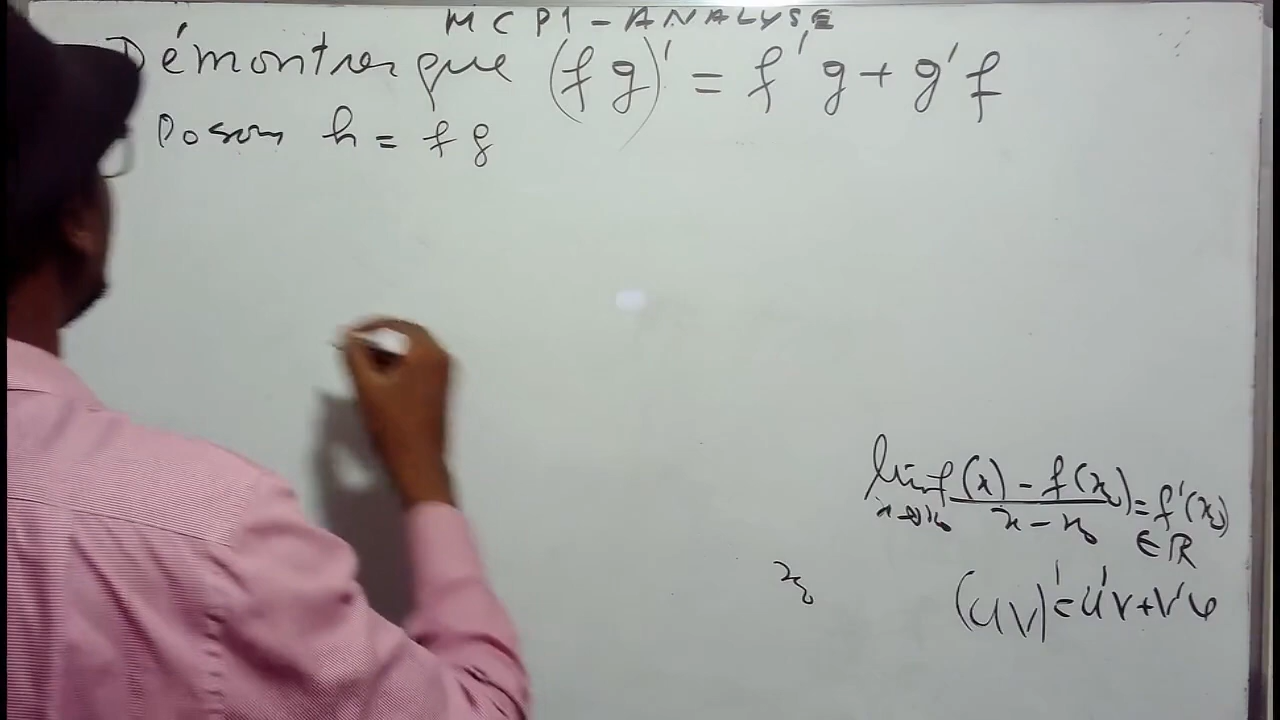 MCP1-ANALYSE
Démontrer que (fg)' = f'g + g'f
Posons h = fg
lim f(x) - f(x₀) / x - x₀ = f'(x₀)
x→x₀ ∈ ℝ
x₀
(uv)' = u'v + v'u